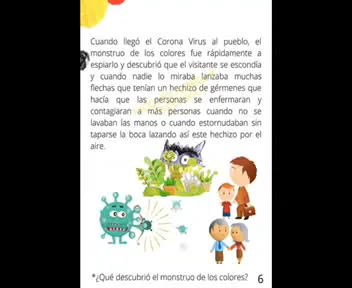 Cuando llegó el Corona Virus al pueblo, el
monstruo de los colores fue rápidamente a
espiarlo y descubrió que el visitante se escondía
y cuando nadie lo miraba lanzaba muchas
flechas que tenían un hechizo de gérmenes que
hacía que las personas se enfermaran y
contagiaran a más personas cuando no se
lavaban las manos o cuando estornudaban sin
taparse la boca lazando así este hechizo por el
aire.
*¿Qué descubrió el monstruo de los colores? 6